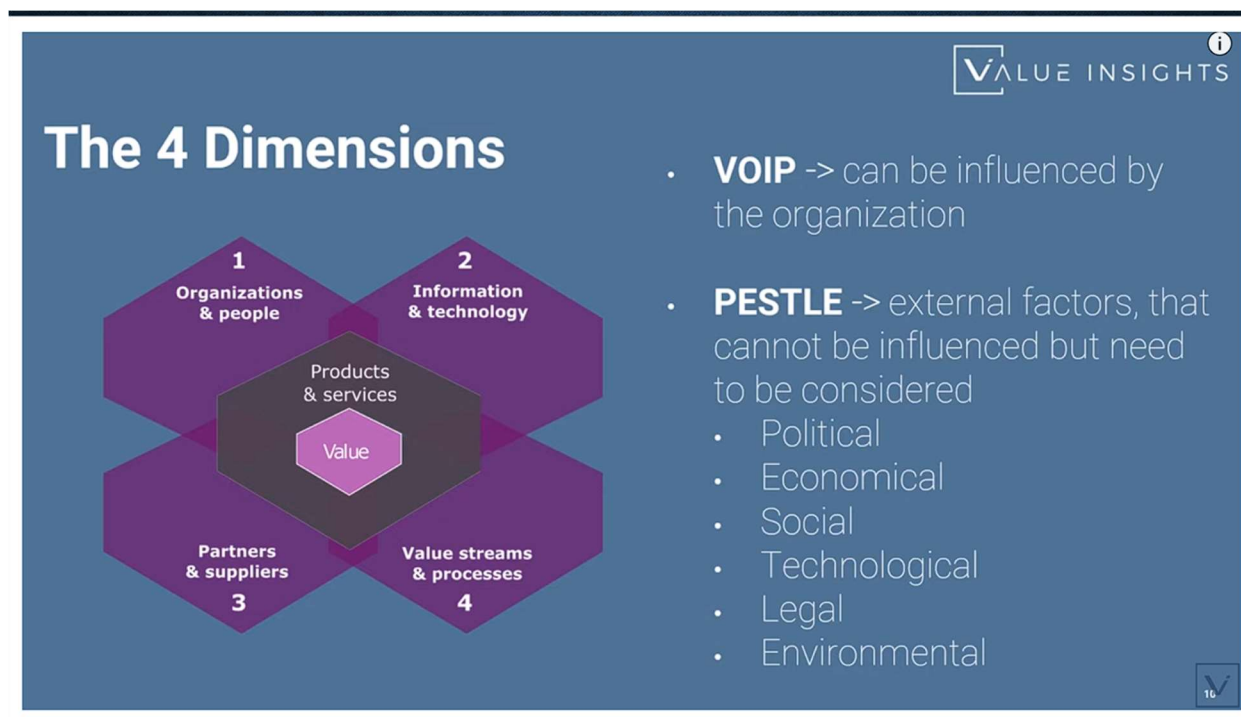 VALUE INSIGHTS
The 4 Dimensions
1
Organizations
& people
2
Information
& technology
Products
& services
Value
Partners
& suppliers
3
Value streams
& processes
4
• VOIP -> can be influenced by
the organization
• PESTLE -> external factors, that
cannot be influenced but need
to be considered
• Political
• Economical
• Social
• Technological
• Legal
• Environmental